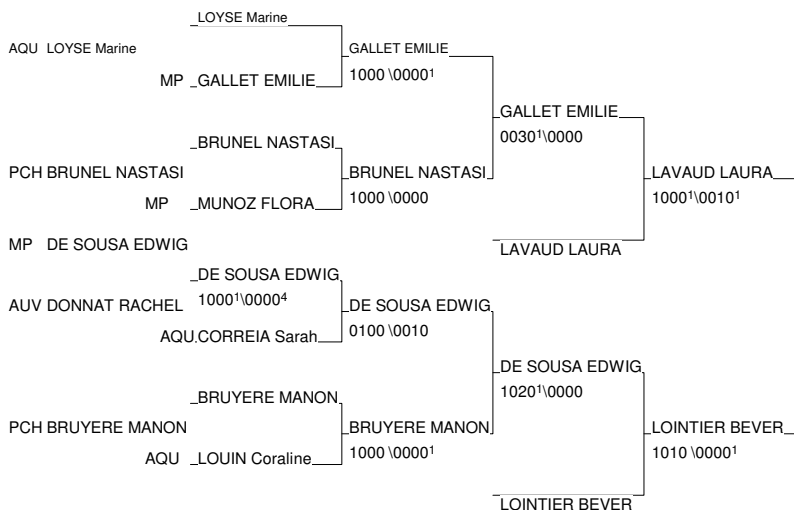 LOYSE Marine
AQU LOYSE Marine
GALLET EMILIE
1000 \0000¹
MP GALLET EMILIE
GALLET EMILIE
0030¹\0000
BRUNEL NASTASI
PCH BRUNEL NASTASI
BRUNEL NASTASI
1000 \0000
LAVAUD LAURA
1000¹\0010¹
MP MUNOZ FLORA
MP DE SOUSA EDWIG
LAVAUD LAURA
DE SOUSA EDWIG
1000¹\0000⁴
AUV DONNAT RACHEL
DE SOUSA EDWIG
0100 \0010
AQU CORREIA Sarah
DE SOUSA EDWIG
1020¹\0000
BRUYERE MANON
PCH BRUYERE MANON
BRUYERE MANON
1000 \0000¹
LOINTIER BEVER
1010 \0000¹
AQU LOUIN Coraline
LOINTIER BEVER